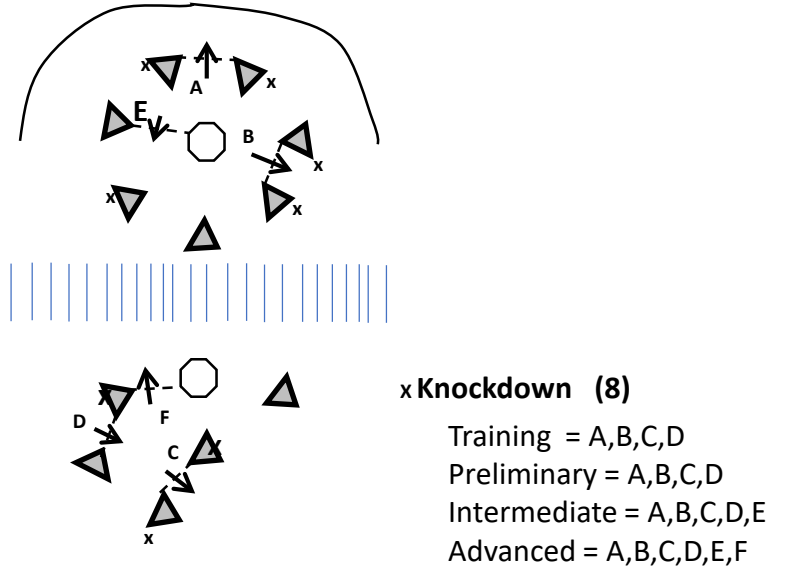 x
A
x
E
B
x
x
x
x
D
F
C
x
x
x Knockdown (8)
Training = A,B,C,D
Preliminary = A,B,C,D
Intermediate = A,B,C,D,E
Advanced = A,B,C,D,E,F
x